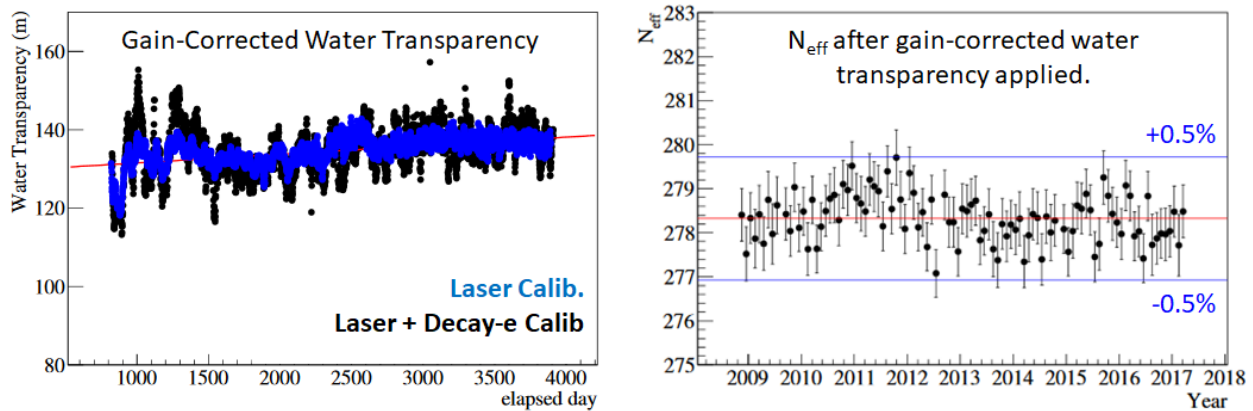 Gain-Corrected Water Transparency
Water Transparency (m)
160
140
120
100
80
Laser Calib.
Laser + Decay-e Calib
1000 1500 2000 2500 3000 3500 4000
elapsed day
N_eff after gain-corrected water
transparency applied.
N_eff
283
282
281
280
279
278
277
276
275
+0.5%
-0.5%
2009 2010 2011 2012 2013 2014 2015 2016 2017 2018
Year